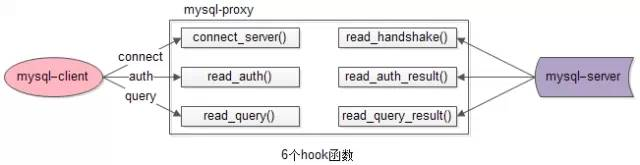 mysql-proxy
connect_server() read_handshake()
connect
mysql-client auth read_auth() read_auth_result() mysql-server
query
read_query() read_query_result()
6个hook函数